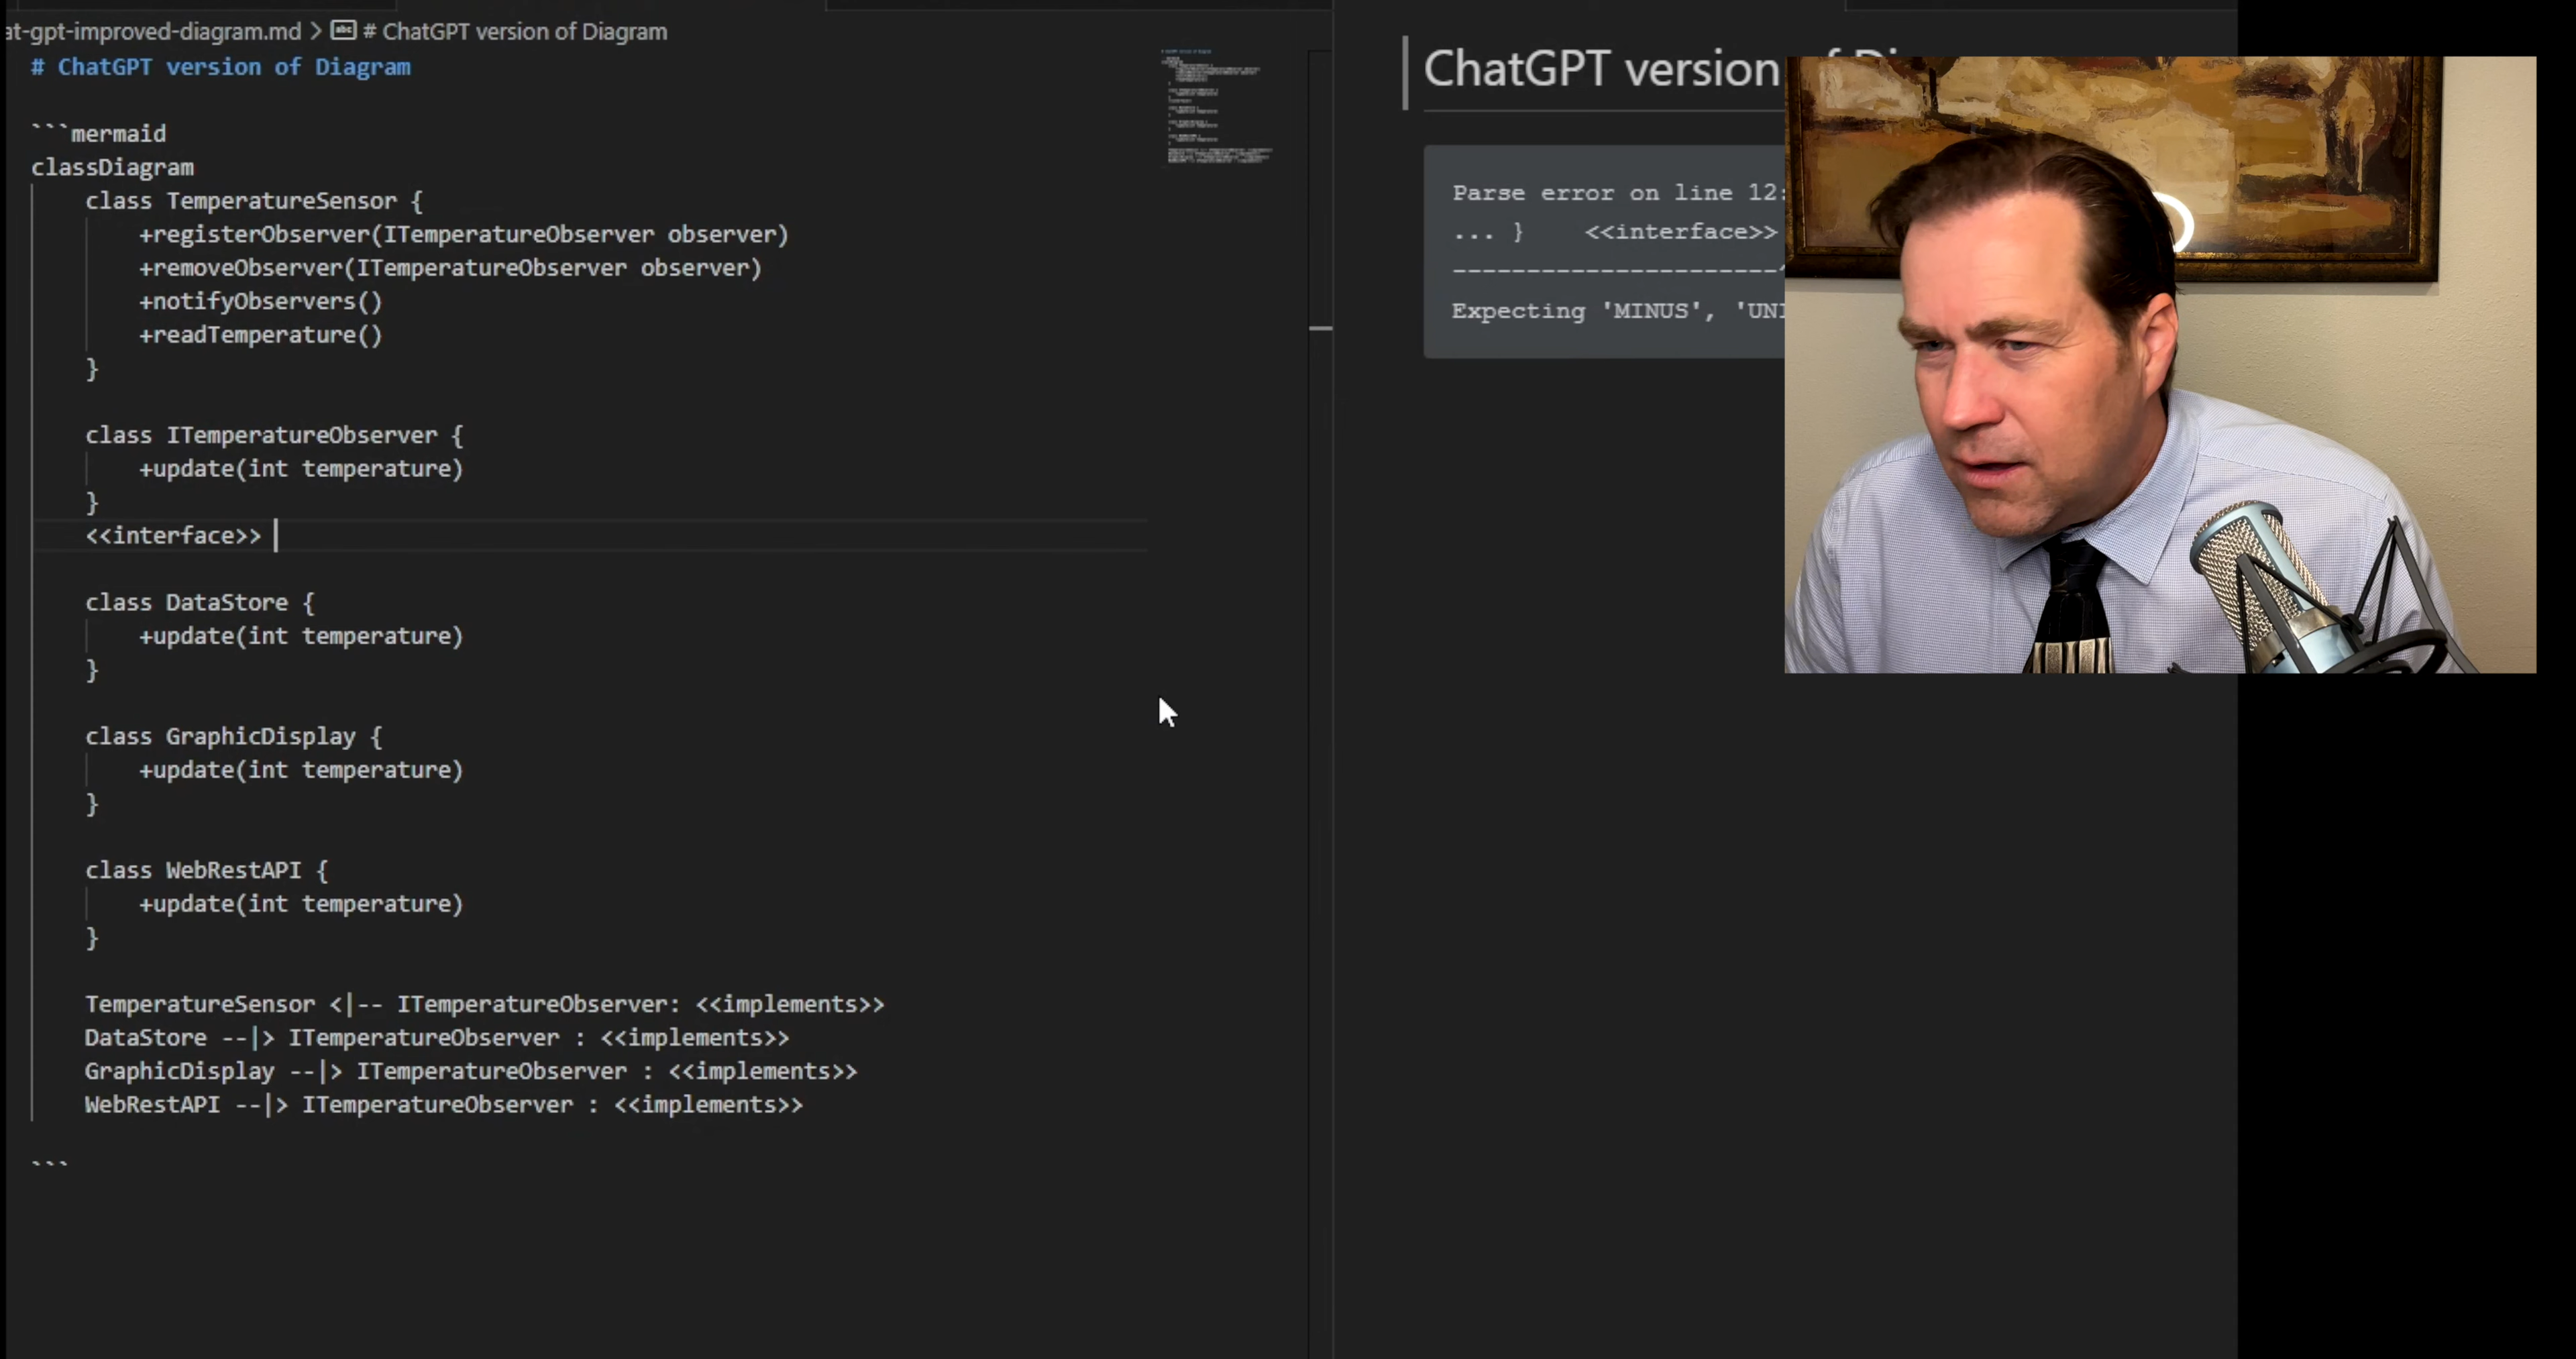 at-gpt-improved-diagram.md > # ChatGPT version of Diagram
# ChatGPT version of Diagram
```mermaid
classDiagram
class TemperatureSensor {
+registerObserver(ITemperatureObserver observer)
+removeObserver(ITemperatureObserver observer)
+notifyObservers()
+readTemperature()
}
class ITemperatureObserver {
+update(int temperature)
}
<<interface>>
class DataStore {
+update(int temperature)
}
class GraphicDisplay {
+update(int temperature)
}
class WebRestAPI {
+update(int temperature)
}
TemperatureSensor <|-- ITemperatureObserver: <<implements>>
DataStore --|> ITemperatureObserver : <<implements>>
GraphicDisplay --|> ITemperatureObserver : <<implements>>
WebRestAPI --|> ITemperatureObserver : <<implements>>
```
ChatGPT version
Parse error on line 12:
... } <<interface>>
-----------------------^
Expecting 'MINUS', 'UNI